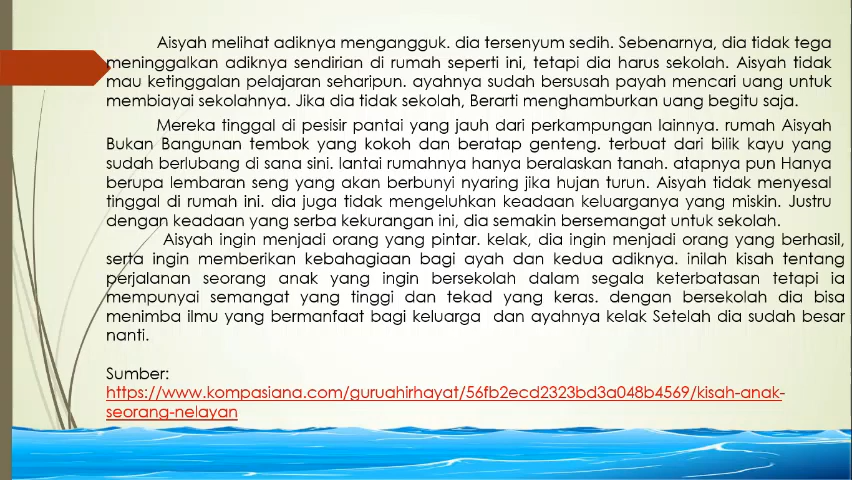 Aisyah melihat adiknya mengangguk. dia tersenyum sedih. Sebenarnya, dia tidak tega
meninggalkan adiknya sendirian di rumah seperti ini, tetapi dia harus sekolah. Aisyah tidak
mau ketinggalan pelajaran seharipun. ayahnya sudah bersusah payah mencari uang untuk
membiayai sekolahnya. Jika dia tidak sekolah, Berarti menghamburkan uang begitu saja.
Mereka tinggal di pesisir pantai yang jauh dari perkampungan lainnya. rumah Aisyah
Bukan Bangunan tembok yang kokoh dan beratap genteng. terbuat dari bilik kayu yang
sudah berlubang di sana sini. lantai rumahnya hanya beralaskan tanah. atapnya pun Hanya
berupa lembaran seng yang akan berbunyi nyaring jika hujan turun. Aisyah tidak menyesal
tinggal di rumah ini. dia juga tidak mengeluhkan keadaan keluarganya yang miskin. Justru
dengan keadaan yang serba kekurangan ini, dia semakin bersemangat untuk sekolah.
Aisyah ingin menjadi orang yang pintar. kelak, dia ingin menjadi orang yang berhasil,
serta ingin memberikan kebahagiaan bagi ayah dan kedua adiknya. inilah kisah tentang
perjalanan seorang anak yang ingin bersekolah dalam segala keterbatasan tetapi ia
mempunyai semangat yang tinggi dan tekad yang keras. dengan bersekolah dia bisa
menimba ilmu yang bermanfaat bagi keluarga dan ayahnya kelak Setelah dia sudah besar
nanti.
Sumber:
https://www.kompasiana.com/guruahirhayat/56fb2ecd2323bd3a048b4569/kisah-anak-
seorang-nelayan